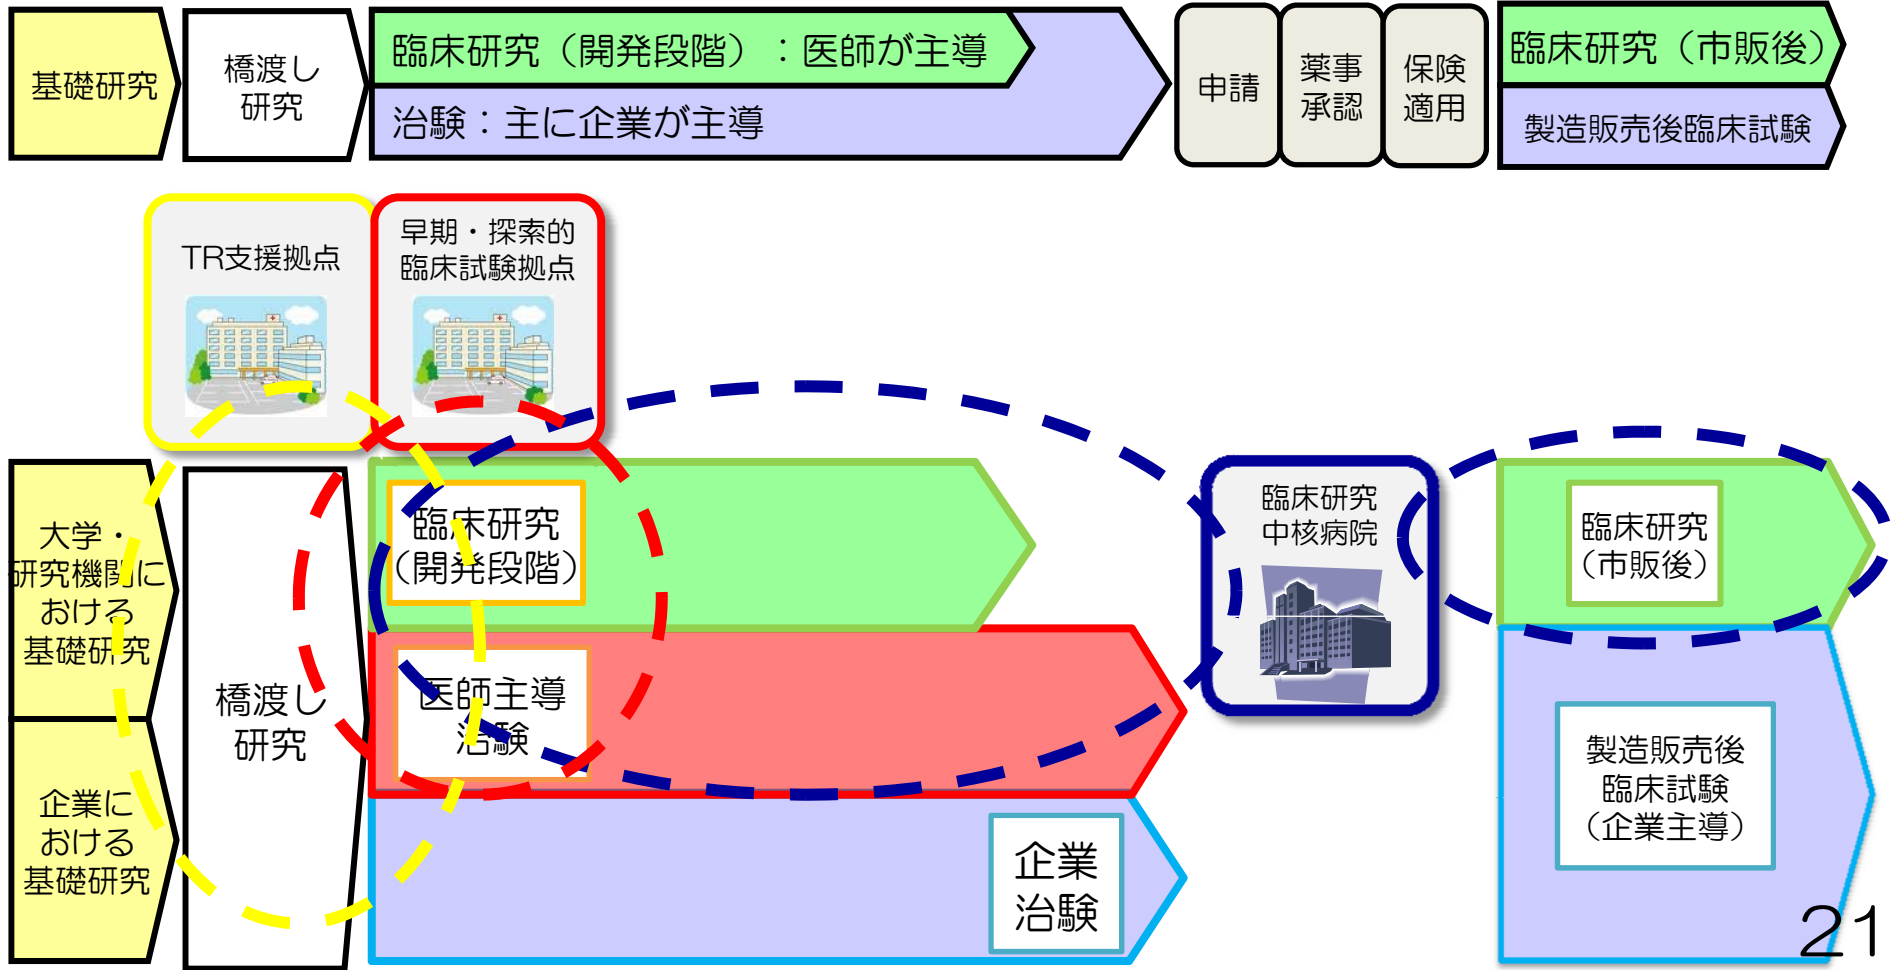 基礎研究
橋渡し
研究
臨床研究（開発段階）：医師が主導
治験：主に企業が主導
申請
薬事
承認
保険
適用
臨床研究（市販後）
製造販売後臨床試験
TR支援拠点
早期・探索的
臨床試験拠点
大学・
研究機関に
おける
基礎研究
企業に
おける
基礎研究
橋渡し
研究
臨床研究
（開発段階）
医師主導
治験
企業
治験
臨床研究
中核病院
臨床研究
（市販後）
製造販売後
臨床試験
（企業主導）
21